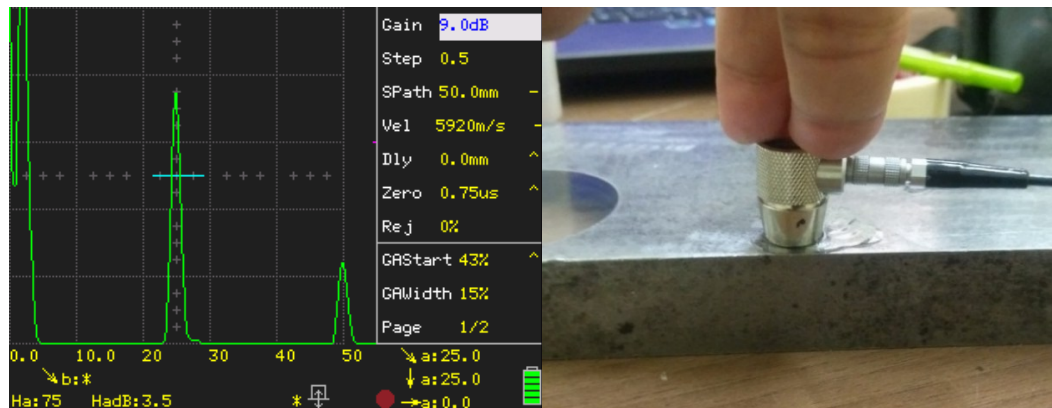 Gain 9.0dB
Step 0.5
SPath 50.0mm
Vel 5920m/s
Dly 0.0mm
Zero 0.75us
Rej 0%
GAStart 43%
GAWidth 15%
Page 1/2
0.0 10.0 20 30 40 50
a:25.0
b:*
a:25.0
Ha:75 HadB:3.5 *
a:0.0